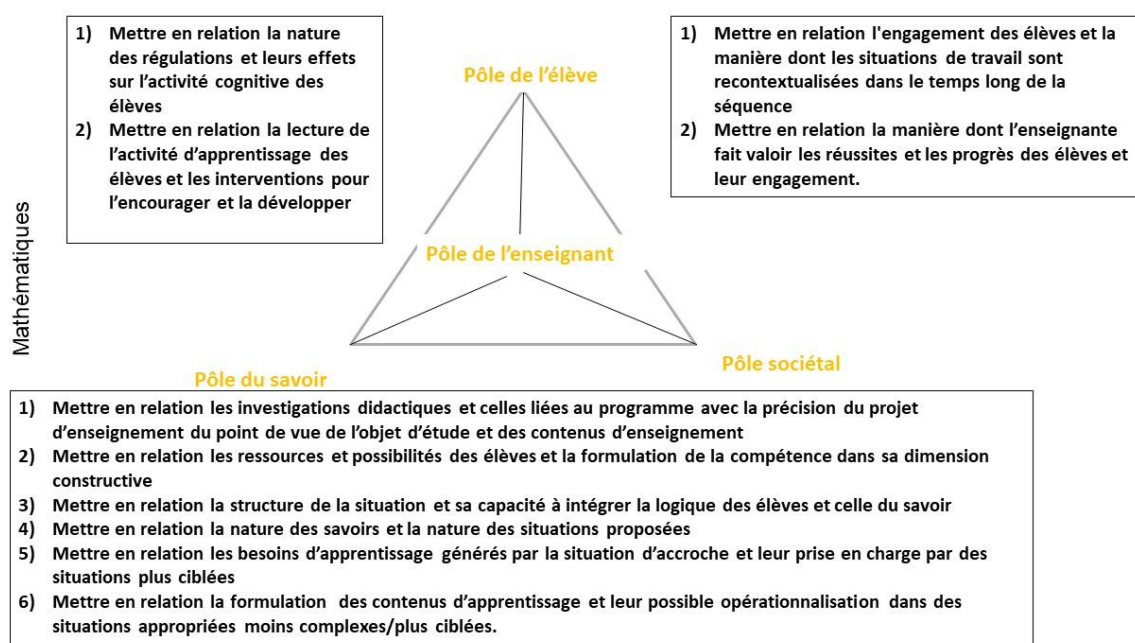 1) Mettre en relation la nature
des régulations et leurs effets
sur l'activité cognitive des
élèves
2) Mettre en relation la lecture de
l'activité d'apprentissage des
élèves et les interventions pour
l'encourager et la développer
1) Mettre en relation l'engagement des élèves et la
manière dont les situations de travail sont
recontextualisées dans le temps long de la
séquence
2) Mettre en relation la manière dont l'enseignante
fait valoir les réussites et les progrès des élèves et
leur engagement.
Pôle de l'élève
Pôle de l'enseignant
Mathématiques
Pôle sociétal
Pôle du savoir
1) Mettre en relation les investigations didactiques et celles liées au programme avec la précision du projet
d'enseignement du point de vue de l'objet d'étude et des contenus d'enseignement
2) Mettre en relation les ressources et possibilités des élèves et la formulation de la compétence dans sa dimension
constructive
3) Mettre en relation la structure de la situation et sa capacité à intégrer la logique des élèves et celle du savoir
4) Mettre en relation la nature des savoirs et la nature des situations proposées
5) Mettre en relation les besoins d'apprentissage générés par la situation d'accroche et leur prise en charge par des
situations plus ciblées
6) Mettre en relation la formulation des contenus d'apprentissage et leur possible opérationnalisation dans des
situations appropriées moins complexes/plus ciblées.